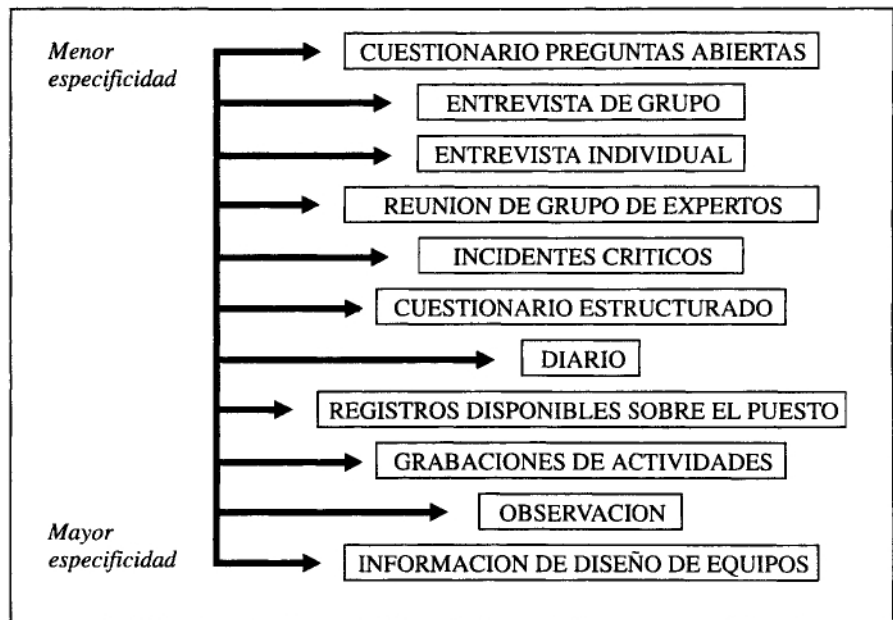 Menor
especificidad
CUESTIONARIO PREGUNTAS ABIERTAS
ENTREVISTA DE GRUPO
ENTREVISTA INDIVIDUAL
REUNION DE GRUPO DE EXPERTOS
INCIDENTES CRITICOS
CUESTIONARIO ESTRUCTURADO
DIARIO
REGISTROS DISPONIBLES SOBRE EL PUESTO
GRABACIONES DE ACTIVIDADES
OBSERVACION
Mayor
especificidad
INFORMACION DE DISEÑO DE EQUIPOS